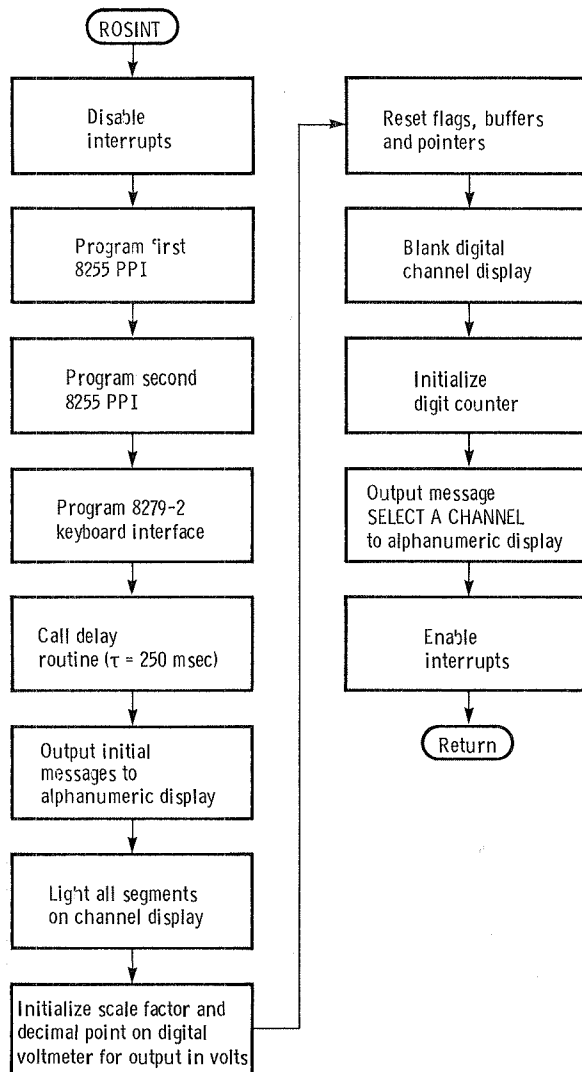 ROSINT
Disable
interrupts
Program first
8255 PPI
Program second
8255 PPI
Program 8279-2
keyboard interface
Call delay
routine (τ = 250 msec)
Output initial
messages to
alphanumeric display
Light all segments
on channel display
Initialize scale factor and
decimal point on digital
voltmeter for output in volts
Reset flags, buffers
and pointers
Blank digital
channel display
Initialize
digit counter
Output message
SELECT A CHANNEL
to alphanumeric display
Enable
interrupts
Return